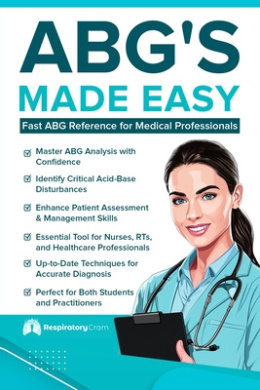 ABG'S
MADE EASY
Fast ABG Reference for Medical Professionals
Master ABG Analysis with
Confidence
Identify Critical Acid-Base
Disturbances
Enhance Patient Assessment
& Management Skills
Essential Tool for Nurses, RTs,
and Healthcare Professionals
Up-to-Date Techniques for
Accurate Diagnosis
Perfect for Both Students
and Practitioners
RespiratoryCram